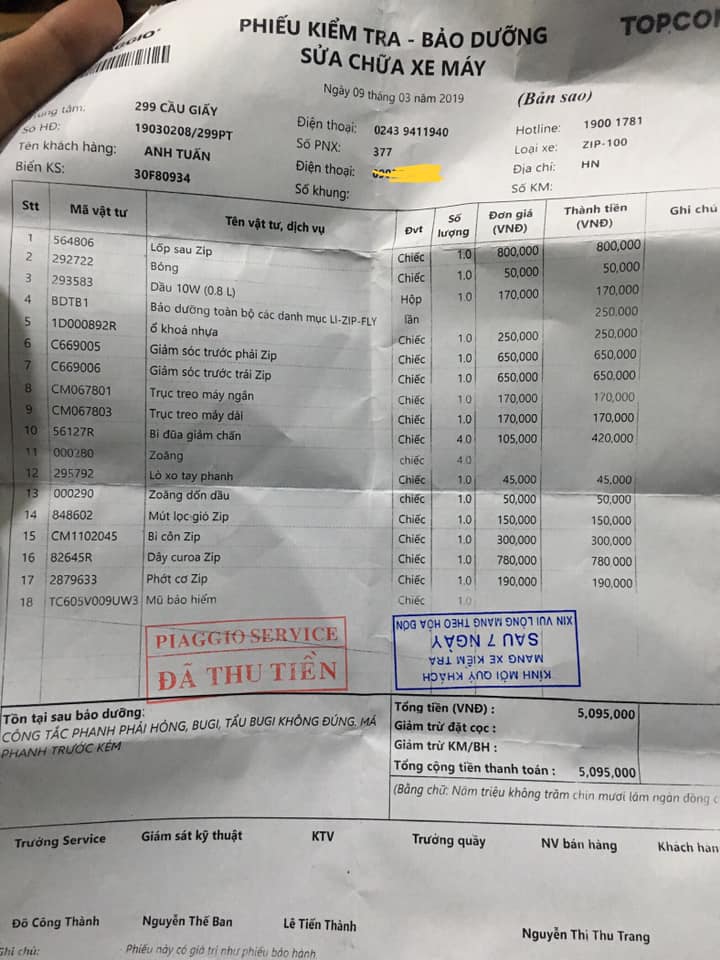 PIAGGIO
PHIẾU KIỂM TRA - BẢO DƯỠNG
SỬA CHỮA XE MÁY
TOPCOM
Ngày 09 tháng 03 năm 2019
(Bản sao)
Trung tâm: 299 CẦU GIẤY Điện thoại: 0243 9411940 Hotline: 1900 1781
Số HĐ: 19030208/299PT Số PNX: 377 Loại xe: ZIP-100
Tên khách hàng: ANH TUẤN Điện thoại: Địa chỉ: HN
Biển KS: 30F80934 Số khung: Số KM:
Stt Mã vật tư Tên vật tư, dịch vụ Đvt Số lượng Đơn giá (VNĐ) Thành tiền (VNĐ) Ghi chú
1 564806 Lốp sau Zip Chiếc 1.0 800,000 800,000
2 292722 Bóng Chiếc 1.0 50,000 50,000
3 293583 Dầu 10W (0.8 L) Hộp 1.0 170,000 170,000
4 BDTB1 Bảo dưỡng toàn bộ các danh mục LI-ZIP-FLY lần 250.000
5 1D000892R ổ khoá nhựa Chiếc 1.0 250,000 250,000
6 C669005 Giảm sóc trước phải Zip Chiếc 1.0 650,000 650,000
7 C669006 Giảm sóc trước trái Zip Chiếc 1.0 650,000 650,000
8 CM067801 Trục treo máy ngắn Chiếc 1.0 170,000 170,000
9 CM067803 Trục treo máy dài Chiếc 1.0 170,000 170,000
10 56127R Bi đũa giảm chấn Chiếc 4.0 105,000 420,000
11 000280 Zoăng chiếc 4.0
12 295792 Lò xo tay phanh Chiếc 1.0 45,000 45,000
13 000290 Zoăng dốn dầu Chiếc 1.0 50,000 50,000
14 848602 Mút lọc gió Zip Chiếc 1.0 150,000 150,000
15 CM1102045 Bi côn Zip Chiếc 1.0 300,000 300,000
16 82645R Dây curoa Zip Chiếc 1.0 780,000 780.000
17 2879633 Phớt cơ Zip Chiếc 1.0 190,000 190,000
18 TC605V009UW3 Mũ bảo hiểm Chiếc 1.0
PIAGGIO SERVICE
ĐÃ THU TIỀN
KÍNH MỜI QUÝ KHÁCH
MANG XE KIỂM TRA
SAU 7 NGÀY
XIN VUI LÒNG MANG THEO HÓA ĐƠN
Tồn tại sau bảo dưỡng:
CÔNG TẮC PHANH PHẢI HỎNG, BUGI, TẨU BUGI KHÔNG ĐÚNG, MÁ
PHANH TRƯỚC KÉM
Tổng tiền (VNĐ) : 5,095,000
Giảm trừ đặt cọc :
Giảm trừ KM/BH :
Tổng cộng tiền thanh toán : 5,095,000
(Bằng chữ: Năm triệu không trăm chín mươi lăm ngàn đồng c
Trưởng Service Giám sát kỹ thuật KTV Trưởng quầy NV bán hàng Khách hàn
Đỗ Công Thành Nguyễn Thế Ban Lê Tiến Thành Nguyễn Thị Thu Trang
Ghi chú: Phiếu này có giá trị như phiếu bảo hành